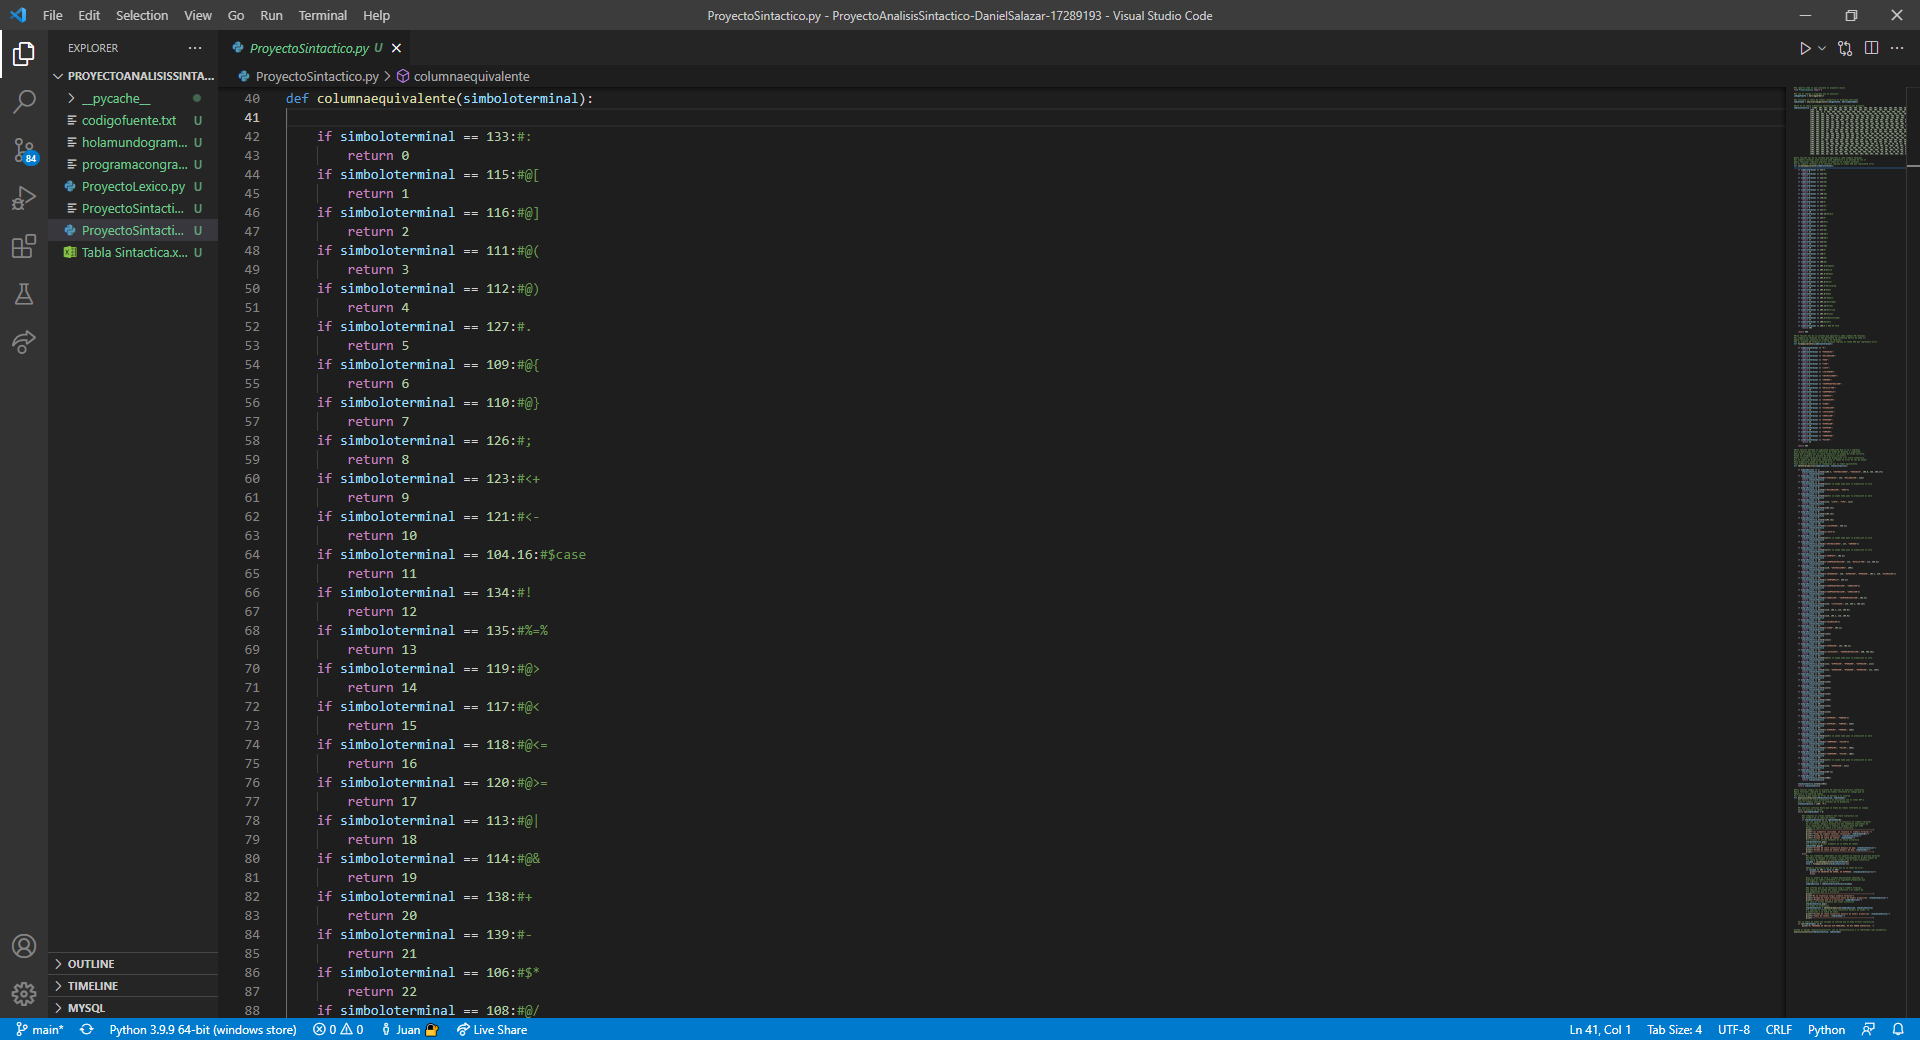 File Edit Selection View Go Run Terminal Help
ProyectoSintactico.py - ProyectoAnalisisSintactico-DanielSalazar-17289193 - Visual Studio Code
EXPLORER
PROYECTOANALISISSINTA...
__pycache__
codigofuente.txt U
holamundogram... U
programacongra... U
ProyectoLexico.py U
ProyectoSintacti... U
ProyectoSintacti... U
Tabla Sintactica.x... U
84
OUTLINE
TIMELINE
MYSQL
ProyectoSintactico.py U
ProyectoSintactico.py > columnaequivalente
40 def columnaequivalente(simboloterminal):
41
42 if simboloterminal == 133:#:
43 return 0
44 if simboloterminal == 115:#@[
45 return 1
46 if simboloterminal == 116:#@]
47 return 2
48 if simboloterminal == 111:#@(
49 return 3
50 if simboloterminal == 112:#@)
51 return 4
52 if simboloterminal == 127:#.
53 return 5
54 if simboloterminal == 109:#@{
55 return 6
56 if simboloterminal == 110:#@}
57 return 7
58 if simboloterminal == 126:#;
59 return 8
60 if simboloterminal == 123:#<+
61 return 9
62 if simboloterminal == 121:#<-
63 return 10
64 if simboloterminal == 104.16:#$case
65 return 11
66 if simboloterminal == 134:#!
67 return 12
68 if simboloterminal == 135:#%=%
69 return 13
70 if simboloterminal == 119:#@>
71 return 14
72 if simboloterminal == 117:#@<
73 return 15
74 if simboloterminal == 118:#@<=
75 return 16
76 if simboloterminal == 120:#@>=
77 return 17
78 if simboloterminal == 113:#@|
79 return 18
80 if simboloterminal == 114:#@&
81 return 19
82 if simboloterminal == 138:#+
83 return 20
84 if simboloterminal == 139:#-
85 return 21
86 if simboloterminal == 106:#$*
87 return 22
88 if simboloterminal == 108:#@/
main* Python 3.9.9 64-bit (windows store) 0 0 Juan Live Share
Ln 41, Col 1 Tab Size: 4 UTF-8 CRLF Python